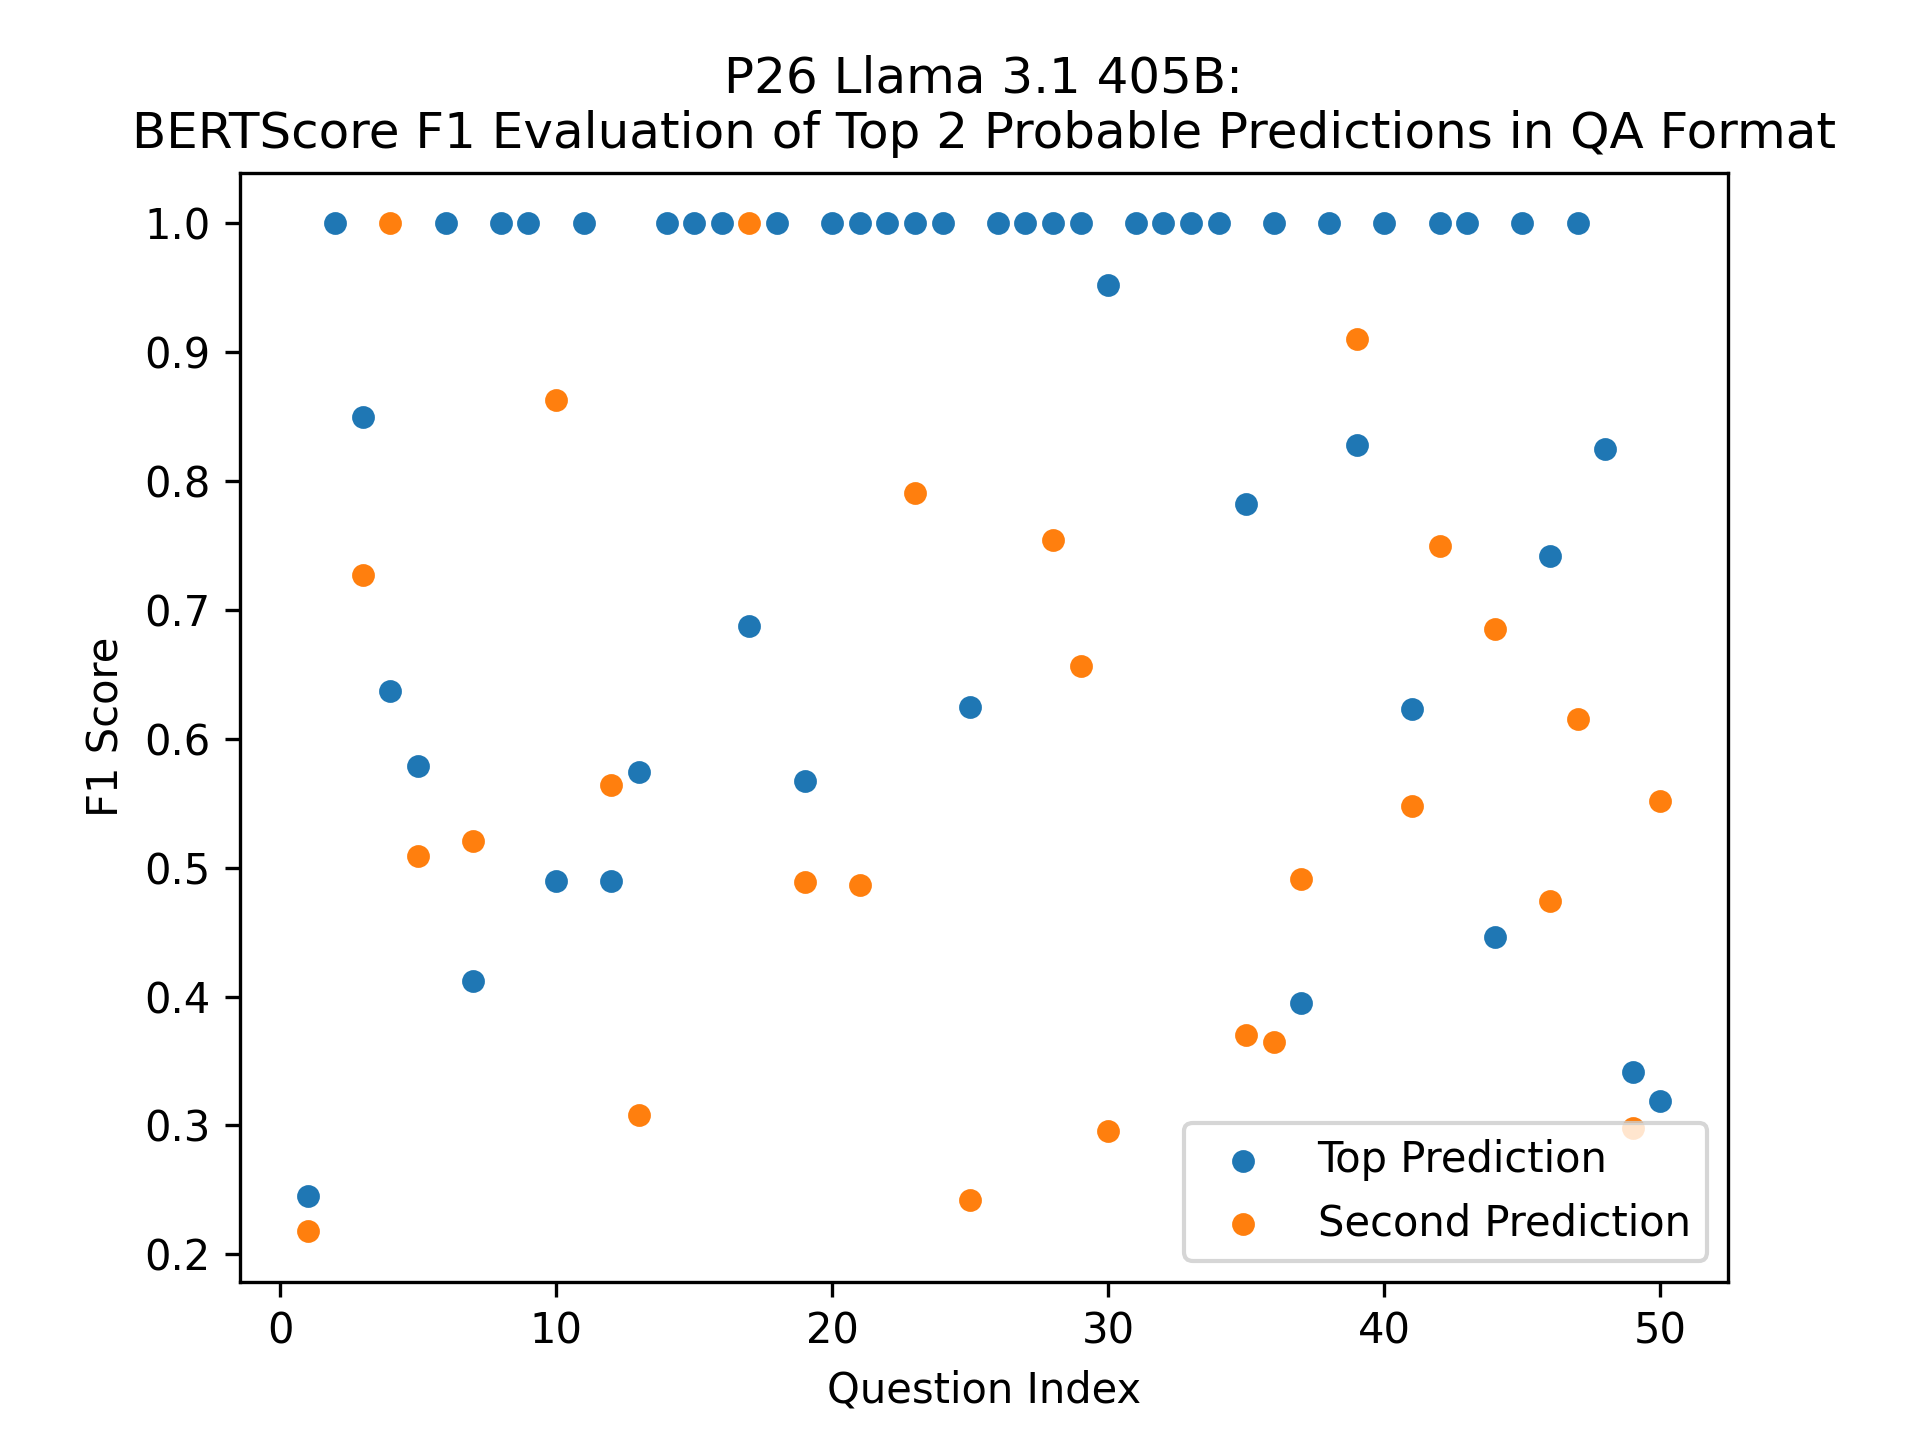 P26 Llama 3.1 405B:
BERTScore F1 Evaluation of Top 2 Probable Predictions in QA Format
1.0
0.9
0.8
0.7
0.6
0.5
0.4
0.3
0.2
F1 Score
Top Prediction
Second Prediction
0 10 20 30 40 50
Question Index